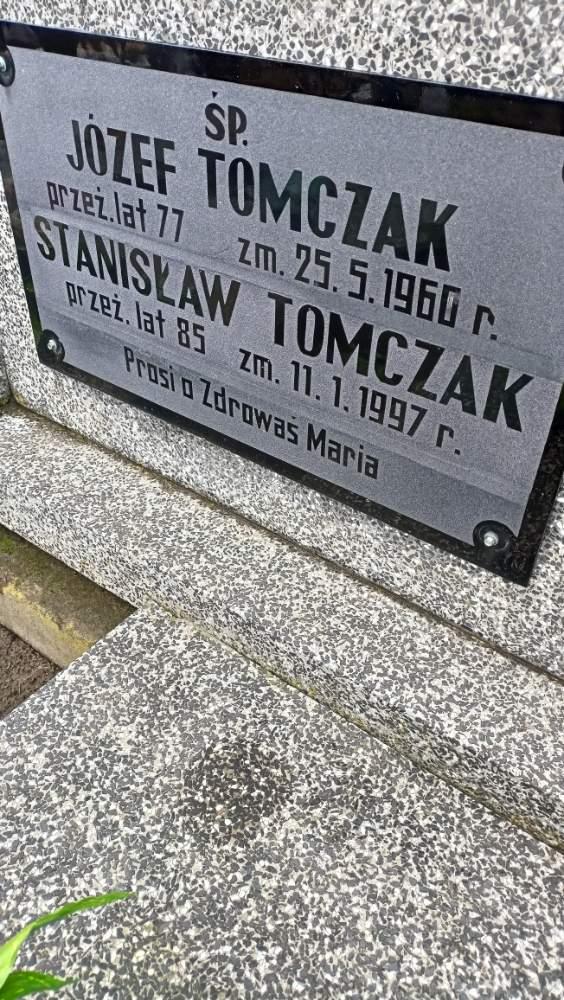 ŚP.
JÓZEF TOMCZAK
przeż. lat 77 zm. 25. 5. 1960 r.
STANISŁAW TOMCZAK
przeż. lat 85 zm. 11. 1. 1997 r.
Prosi o Zdrowaś Maria